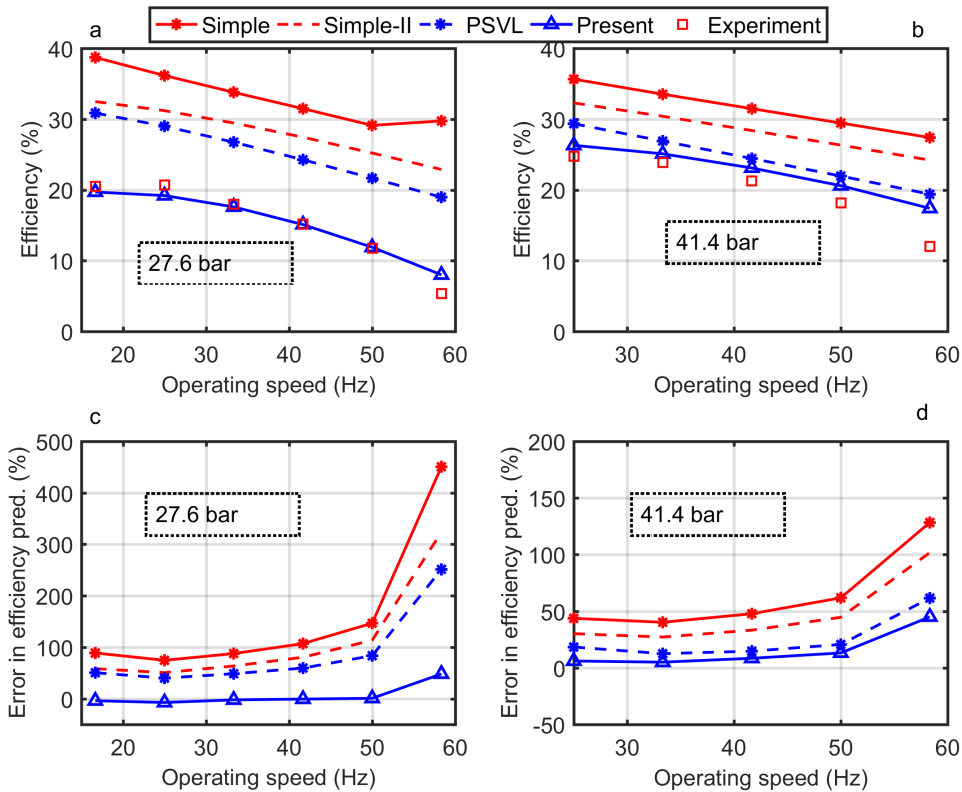 a
Simple
Simple-II
PSVL
Present
Experiment
b
40
30
20
10
0
Efficiency (%)
27.6 bar
20
30
40
50
60
Operating speed (Hz)
40
30
20
10
0
Efficiency (%)
41.4 bar
30
40
50
60
Operating speed (Hz)
c
500
400
300
200
100
0
Error in efficiency pred. (%)
27.6 bar
20
30
40
50
60
Operating speed (Hz)
d
200
150
100
50
0
-50
Error in efficiency pred. (%)
41.4 bar
30
40
50
60
Operating speed (Hz)